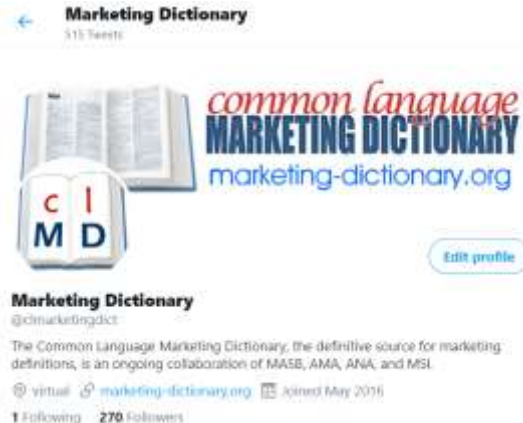 Marketing Dictionary
515 Tweets
common language
MARKETING DICTIONARY
marketing-dictionary.org
c l
M D
Edit profile
Marketing Dictionary
@clmarketingdict
The Common Language Marketing Dictionary, the definitive source for marketing
definitions, is an ongoing collaboration of MASB, AMA, ANA, and MSI.
virtual marketing-dictionary.org Joined May 2016
1 Following 270 Followers